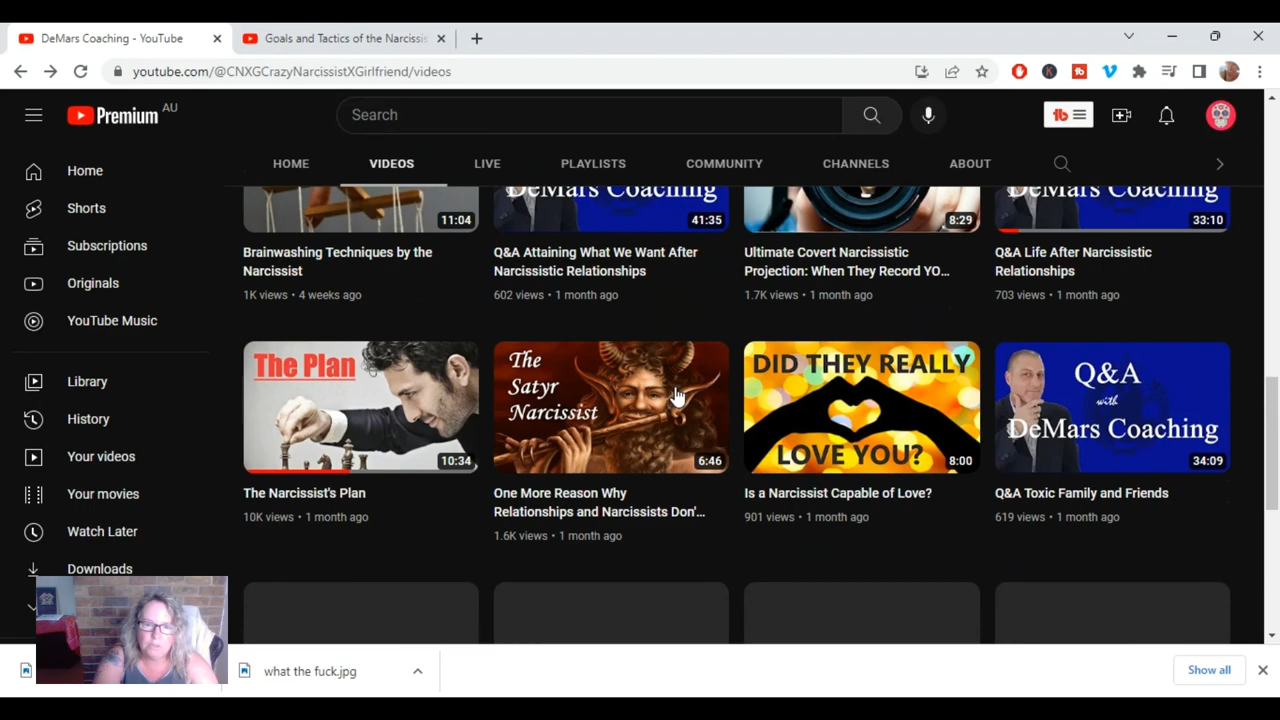 DeMars Coaching - YouTube
Goals and Tactics of the Narcissis
youtube.com/@CNXGCrazyNarcissistXGirlfriend/videos
Premium AU
Search
HOME VIDEOS LIVE PLAYLISTS COMMUNITY CHANNELS ABOUT
Home
Shorts
Subscriptions
Originals
YouTube Music
Library
History
Your videos
Your movies
Watch Later
Downloads
11:04
Brainwashing Techniques by the
Narcissist
1K views • 4 weeks ago
DeMars Coaching
41:35
Q&A Attaining What We Want After
Narcissistic Relationships
602 views • 1 month ago
8:29
Ultimate Covert Narcissistic
Projection: When They Record YO...
1.7K views • 1 month ago
DeMars Coaching
33:10
Q&A Life After Narcissistic
Relationships
703 views • 1 month ago
The Plan
10:34
The Narcissist's Plan
10K views • 1 month ago
The
Satyr
Narcissist
6:46
One More Reason Why
Relationships and Narcissists Don'...
1.6K views • 1 month ago
DID THEY REALLY
LOVE YOU?
8:00
Is a Narcissist Capable of Love?
901 views • 1 month ago
Q&A
with
DeMars Coaching
34:09
Q&A Toxic Family and Friends
619 views • 1 month ago
what the fuck.jpg
Show all